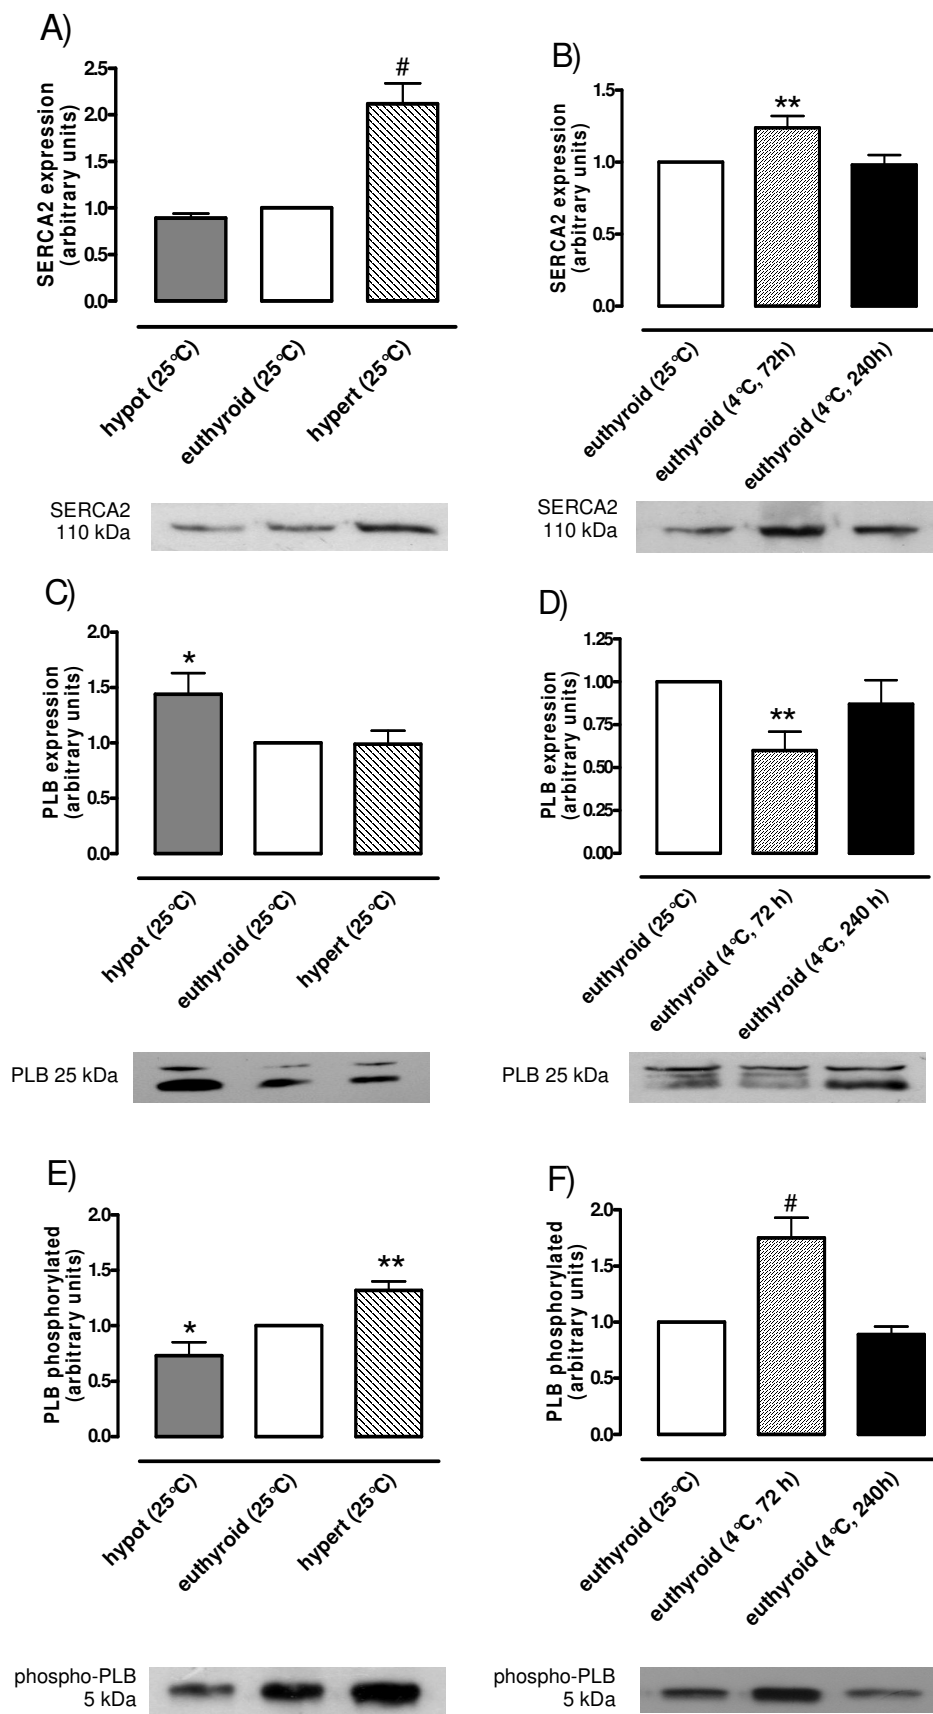 A)
SERCA2 expression
(arbitrary units)
2.5
2.0
1.5
1.0
0.5
0.0
#
hypot (25°C)
euthyroid (25°C)
hypert (25°C)
SERCA2
110 kDa
B)
SERCA2 expression
(arbitrary units)
1.5
1.0
0.5
0.0
**
euthyroid (25°C)
euthyroid (4°C, 72h)
euthyroid (4°C, 240h)
SERCA2
110 kDa
C)
PLB expression
(arbitrary units)
2.0
1.5
1.0
0.5
0.0
*
hypot (25°C)
euthyroid (25°C)
hypert (25°C)
PLB 25 kDa
D)
PLB expression
(arbitrary units)
1.25
1.00
0.75
0.50
0.25
0.00
**
euthyroid (25°C)
euthyroid (4°C, 72 h)
euthyroid (4°C, 240 h)
PLB 25 kDa
E)
PLB phosphorylated
(arbitrary units)
2.0
1.5
1.0
0.5
0.0
*
**
hypot (25°C)
euthyroid (25°C)
hypert (25°C)
phospho-PLB
5 kDa
F)
PLB phosphorylated
(arbitrary units)
2.0
1.5
1.0
0.5
0.0
#
euthyroid (25°C)
euthyroid (4°C, 72 h)
euthyroid (4°C, 240h)
phospho-PLB
5 kDa